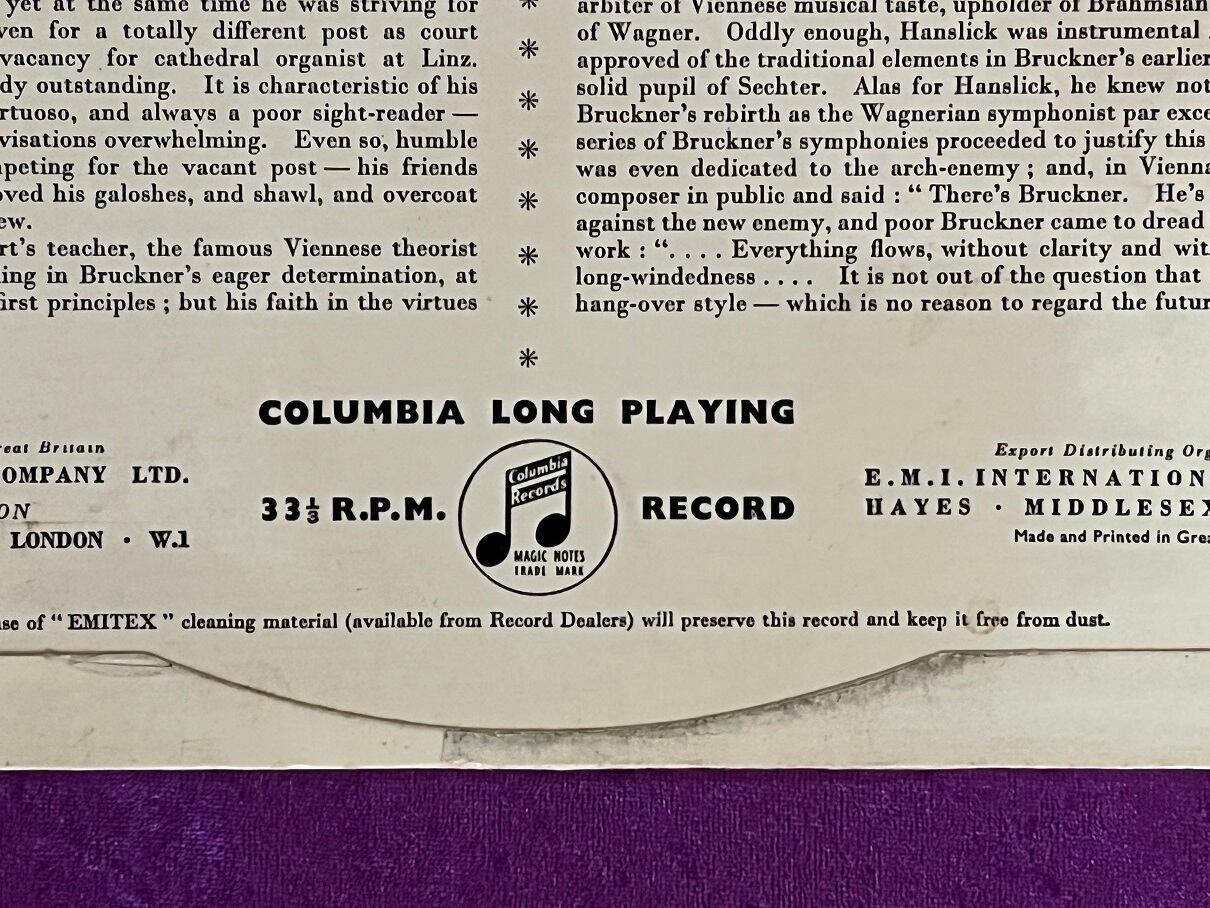 yet at the same time he was striving for
ven for a totally different post as court
vacancy for cathedral organist at Linz.
dy outstanding. It is characteristic of his
rtuoso, and always a poor sight-reader —
visations overwhelming. Even so, humble
peting for the vacant post — his friends
oved his galoshes, and shawl, and overcoat
ew.
rt's teacher, the famous Viennese theorist
ing in Bruckner's eager determination, at
first principles ; but his faith in the virtues
arbiter of Viennese musical taste, upholder of Brahmsian
of Wagner. Oddly enough, Hanslick was instrumental
approved of the traditional elements in Bruckner's earlier
solid pupil of Sechter. Alas for Hanslick, he knew not
Bruckner's rebirth as the Wagnerian symphonist par exce
series of Bruckner's symphonies proceeded to justify this
was even dedicated to the arch-enemy ; and, in Vienna
composer in public and said : “ There's Bruckner. He's
against the new enemy, and poor Bruckner came to dread
work : “. . . . Everything flows, without clarity and wit
long-windedness . . . . It is not out of the question that
hang-over style — which is no reason to regard the futur
COLUMBIA LONG PLAYING
33⅓ R.P.M.
Columbia
Records
MAGIC NOTES
TRADE MARK
RECORD
reat Britain
OMPANY LTD.
ON
LONDON · W.1
Export Distributing Org
E.M.I. INTERNATION
HAYES · MIDDLESEX
Made and Printed in Grea
se of “ EMITEX ” cleaning material (available from Record Dealers) will preserve this record and keep it free from dust.